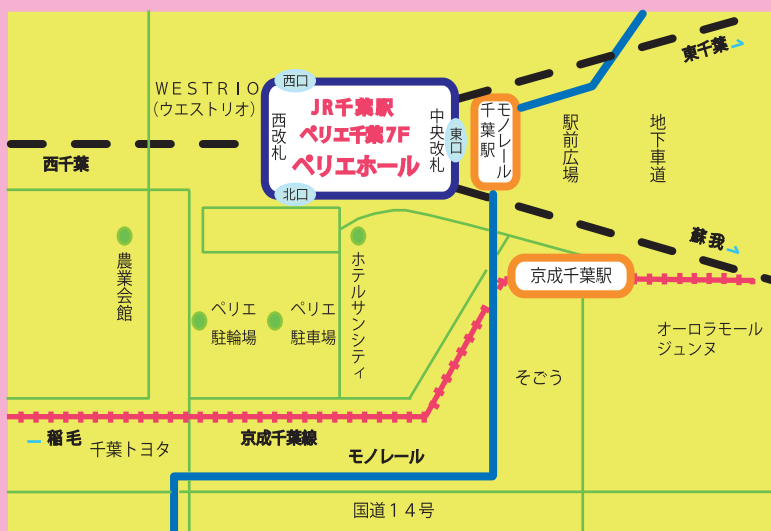 東千葉
西口
WESTRIO
(ウエストリオ)
JR千葉駅
ペリエ千葉7F
ペリエホール
西改札
中央改札
東口
モノレール
千葉駅
駅前広場
地下車道
西千葉
北口
蘇我
農業会館
ホテルサンシティ
京成千葉駅
ペリエ
駐輪場
ペリエ
駐車場
オーロラモール
ジュンヌ
そごう
稲毛
千葉トヨタ
京成千葉線
モノレール
国道14号